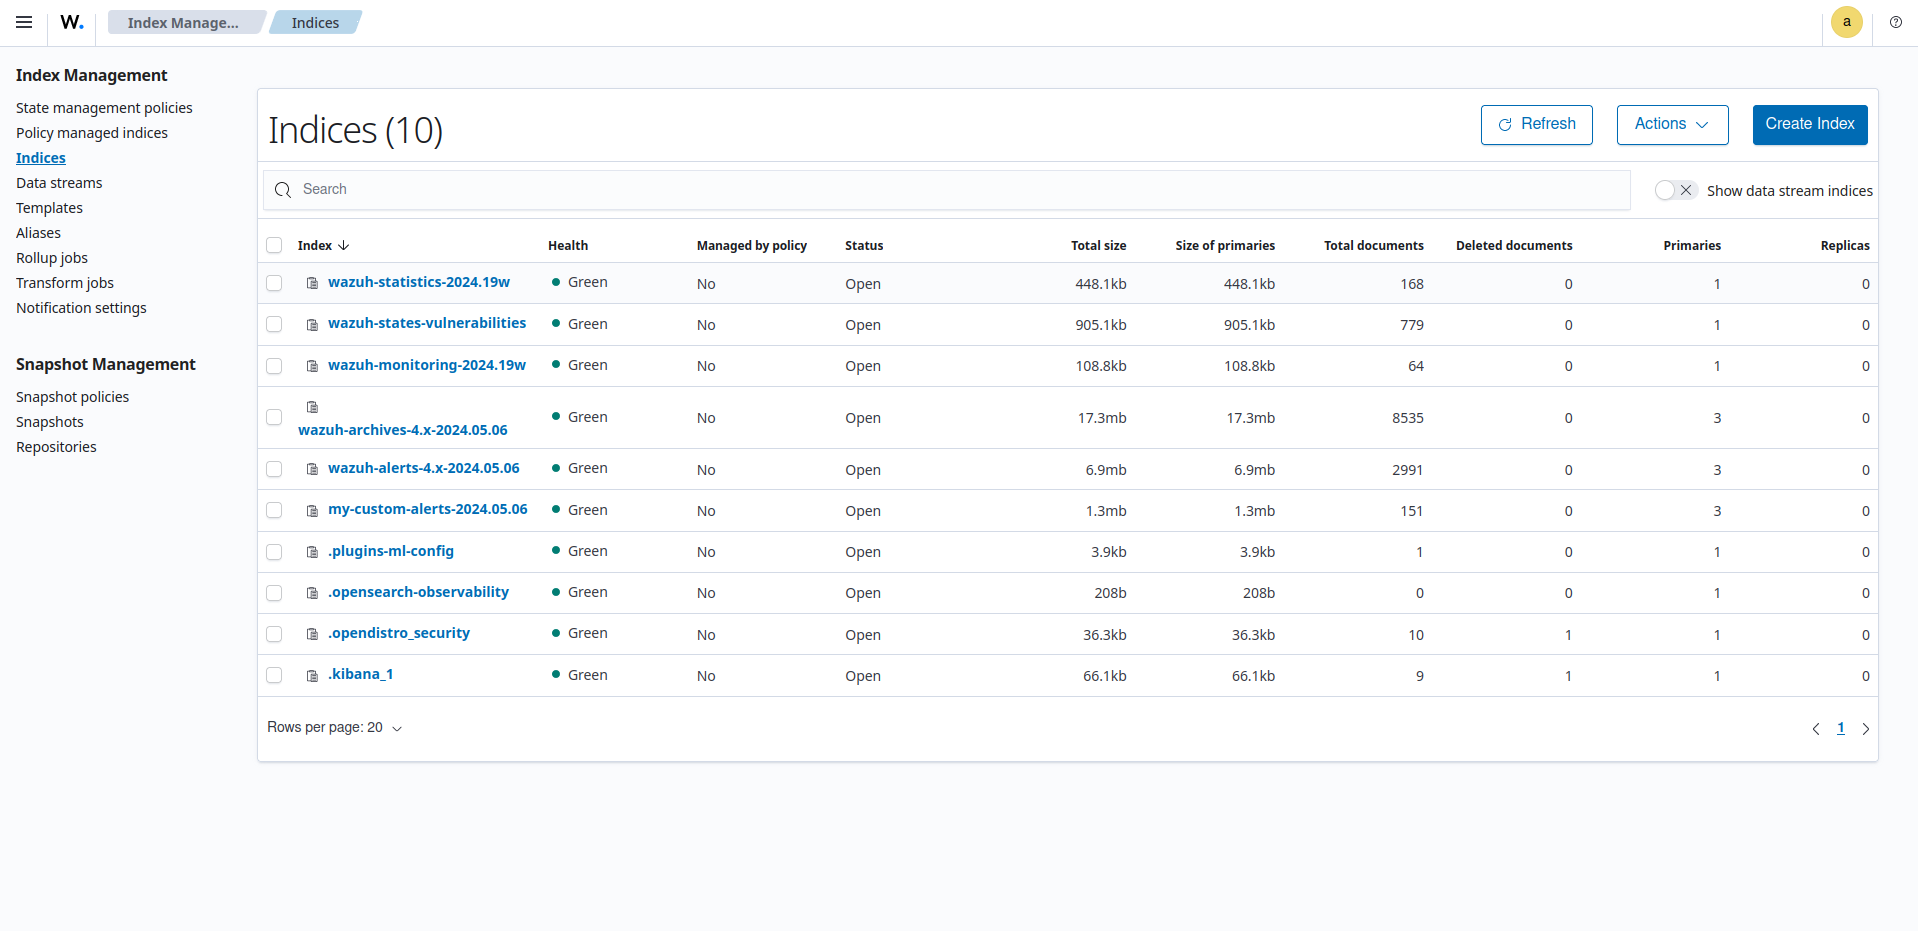 W. Index Manage... Indices a
Index Management
State management policies
Policy managed indices
Indices
Data streams
Templates
Aliases
Rollup jobs
Transform jobs
Notification settings
Snapshot Management
Snapshot policies
Snapshots
Repositories
Indices (10) Refresh Actions Create Index
Search Show data stream indices
Index Health Managed by policy Status Total size Size of primaries Total documents Deleted documents Primaries Replicas
wazuh-statistics-2024.19w Green No Open 448.1kb 448.1kb 168 0 1 0
wazuh-states-vulnerabilities Green No Open 905.1kb 905.1kb 779 0 1 0
wazuh-monitoring-2024.19w Green No Open 108.8kb 108.8kb 64 0 1 0
wazuh-archives-4.x-2024.05.06 Green No Open 17.3mb 17.3mb 8535 0 3 0
wazuh-alerts-4.x-2024.05.06 Green No Open 6.9mb 6.9mb 2991 0 3 0
my-custom-alerts-2024.05.06 Green No Open 1.3mb 1.3mb 151 0 3 0
.plugins-ml-config Green No Open 3.9kb 3.9kb 1 0 1 0
.opensearch-observability Green No Open 208b 208b 0 0 1 0
.opendistro_security Green No Open 36.3kb 36.3kb 10 1 1 0
.kibana_1 Green No Open 66.1kb 66.1kb 9 1 1 0
Rows per page: 20 1